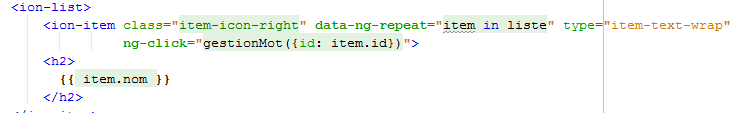 <ion-list>
<ion-item class="item-icon-right" data-ng-repeat="item in liste" type="item-text-wrap"
ng-click="gestionMot({id: item.id})">
<h2>
{{ item.nom }}
</h2>